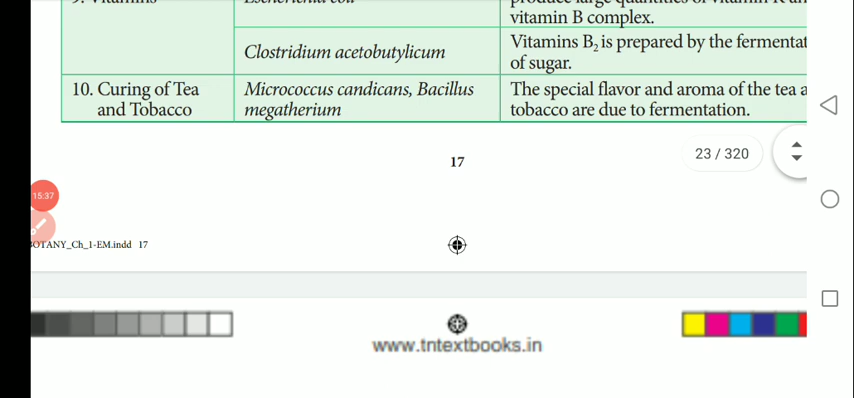 vitamin B complex.
Clostridium acetobutylicum
Vitamins B2 is prepared by the
of sugar.
10. Curing of Tea
and Tobacco
Micrococcus candicans, Bacillus
megatherium
The special flavor and aroma of the tea
tobacco are due to fermentation.
23 / 320
17
15:37
BOTANY_Ch_1-EM.indd 17
www.tntextbooks.in